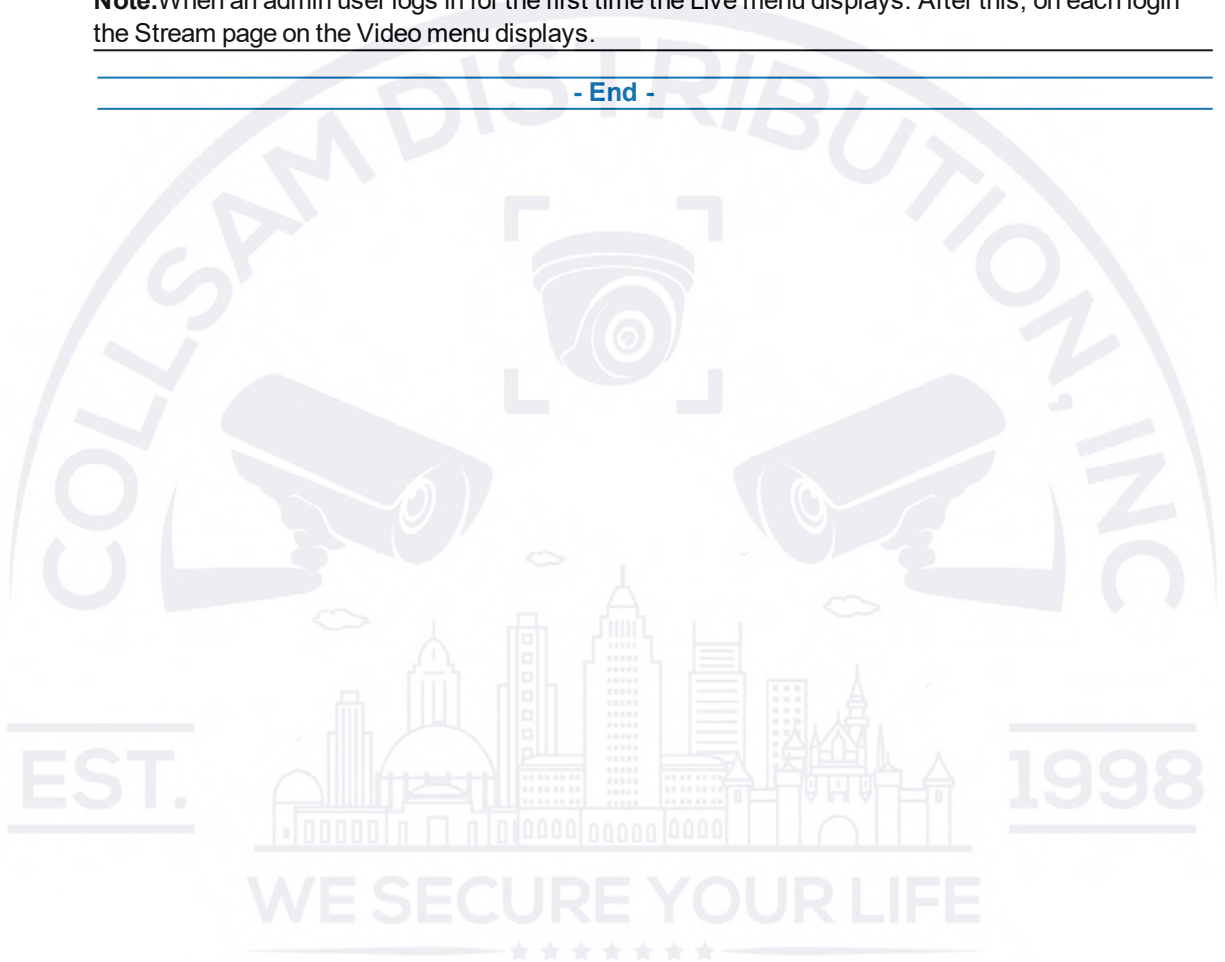 Note:When an admin user logs in for the first time the Live menu displays. After this, on each login
the Stream page on the Video menu displays.
- End -
COLLSAM DISTRIBUTION, INC
EST.
1998
WE SECURE YOUR LIFE